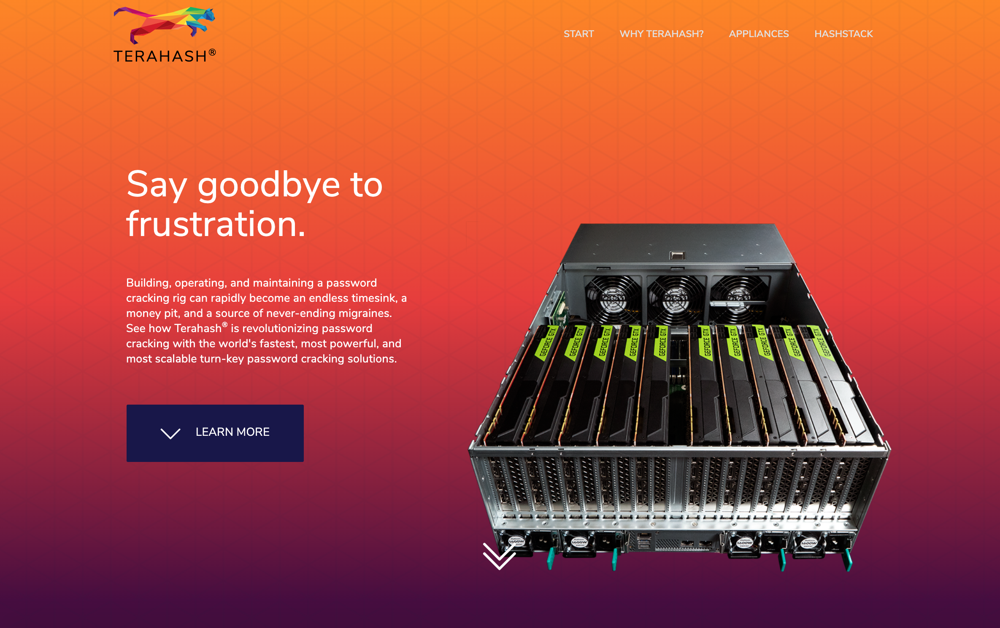 TERAHASH®
START WHY TERAHASH? APPLIANCES HASHSTACK
Say goodbye to
frustration.
Building, operating, and maintaining a password
cracking rig can rapidly become an endless timesink, a
money pit, and a source of never-ending migraines.
See how Terahash® is revolutionizing password
cracking with the world's fastest, most powerful, and
most scalable turn-key password cracking solutions.
LEARN MORE
GEFORCE GTX
GEFORCE GTX
GEFORCE GTX
GEFORCE GTX
GEFORCE GTX
GEFORCE GTX
GEFORCE GTX
GEFORCE GTX
GEFORCE GTX
GEFORCE GTX
Platinum
1600W
Platinum
1600W
Platinum
1600W
Platinum
1600W